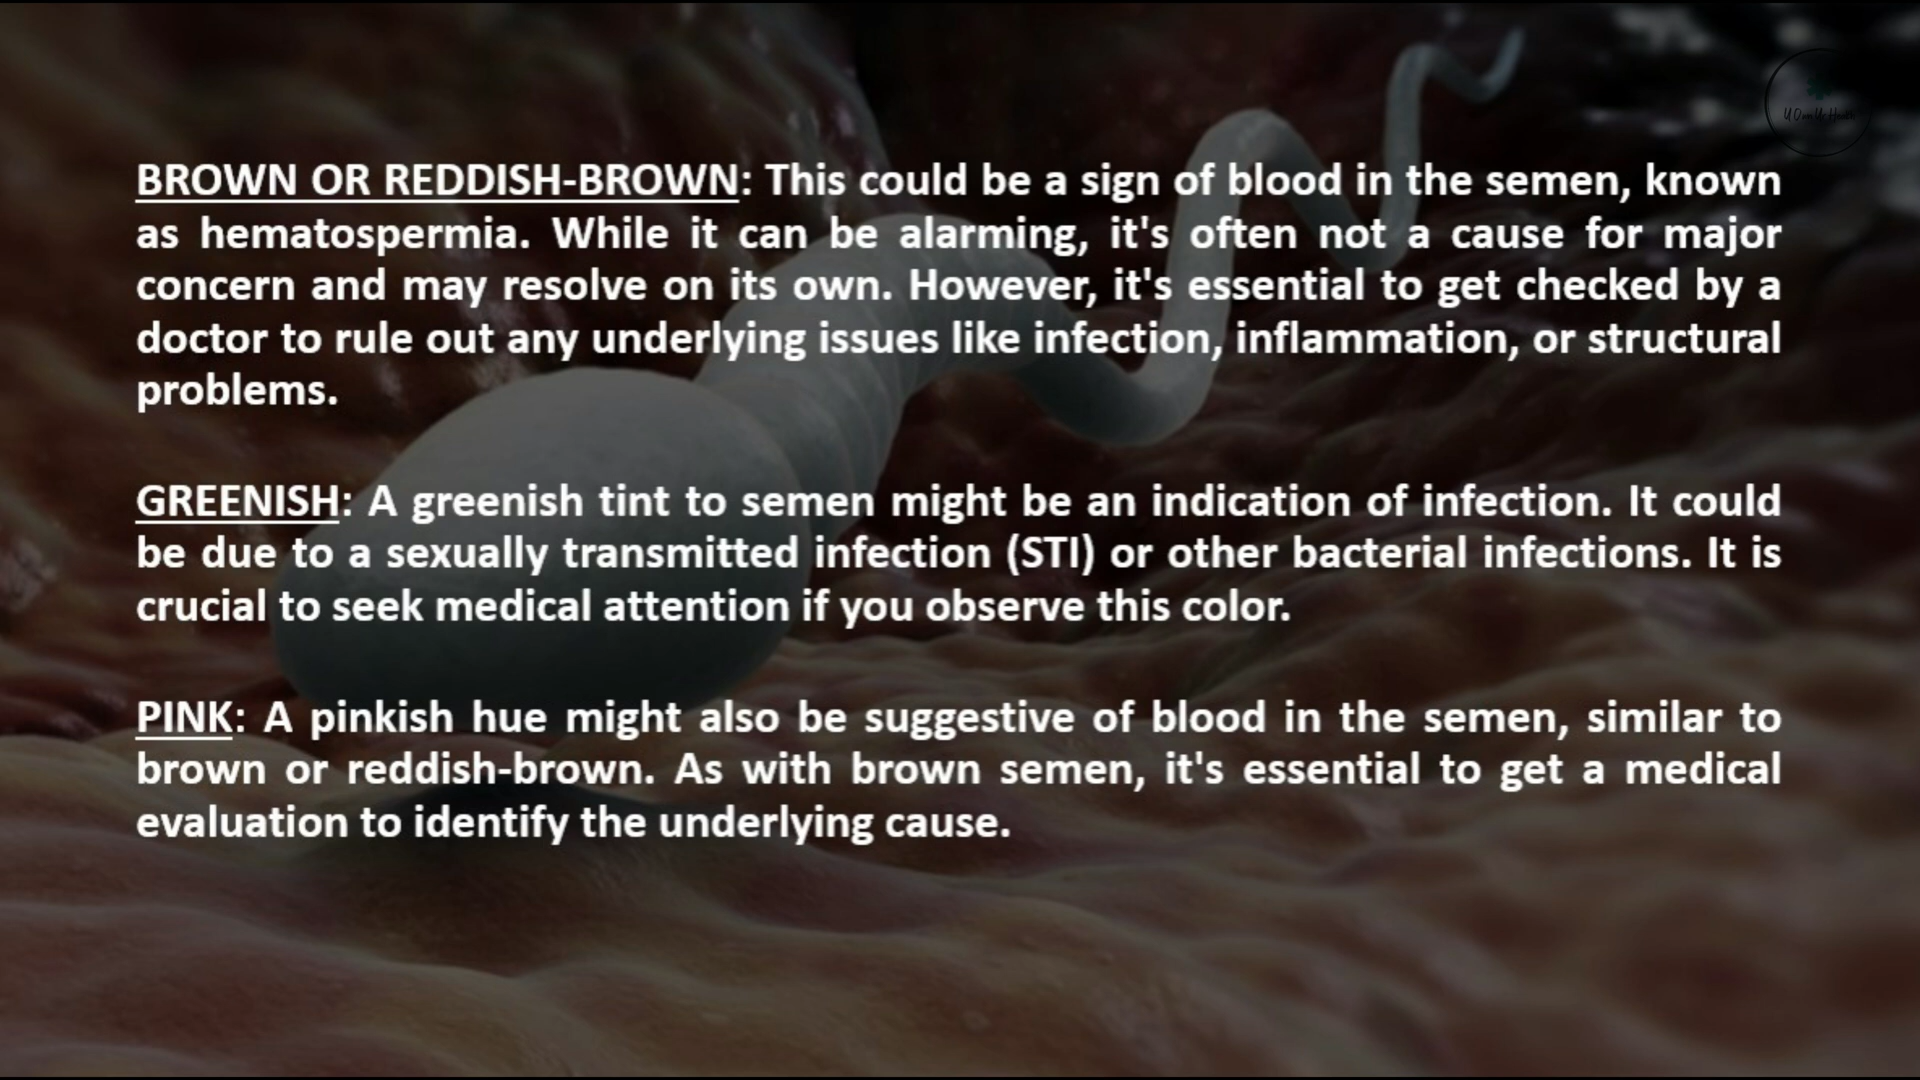 U Own Ur Health
BROWN OR REDDISH-BROWN: This could be a sign of blood in the semen, known
as hematospermia. While it can be alarming, it's often not a cause for major
concern and may resolve on its own. However, it's essential to get checked by a
doctor to rule out any underlying issues like infection, inflammation, or structural
problems.
GREENISH: A greenish tint to semen might be an indication of infection. It could
be due to a sexually transmitted infection (STI) or other bacterial infections. It is
crucial to seek medical attention if you observe this color.
PINK: A pinkish hue might also be suggestive of blood in the semen, similar to
brown or reddish-brown. As with brown semen, it's essential to get a medical
evaluation to identify the underlying cause.